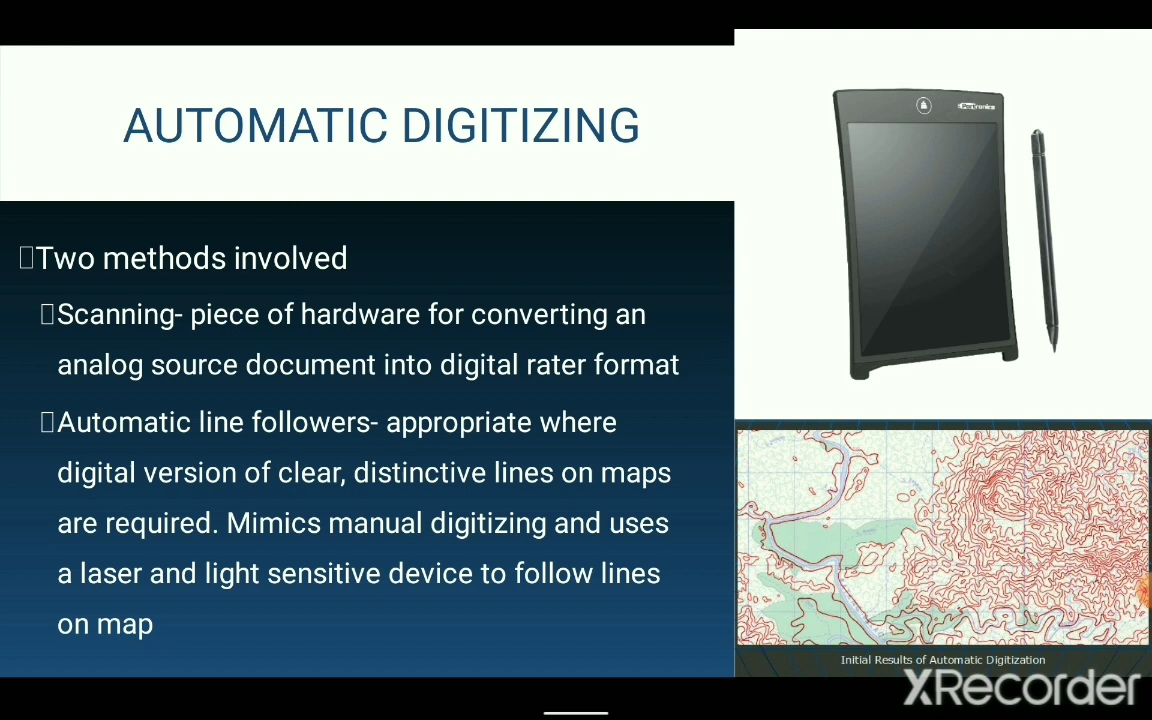 AUTOMATIC DIGITIZING
Two methods involved
Scanning- piece of hardware for converting an
analog source document into digital rater format
Automatic line followers- appropriate where
digital version of clear, distinctive lines on maps
are required. Mimics manual digitizing and uses
a laser and light sensitive device to follow lines
on map
Portronics
Initial Results of Automatic Digitization
XRecorder